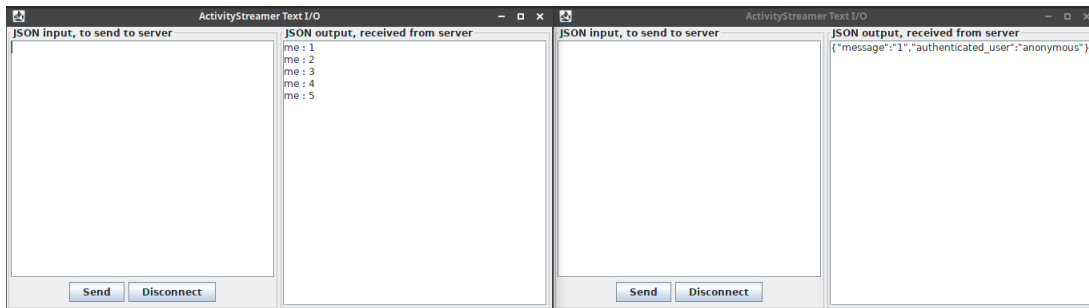 ActivityStreamer Text I/O
JSON input, to send to server
JSON output, received from server
me : 1
me : 2
me : 3
me : 4
me : 5
Send
Disconnect
ActivityStreamer Text I/O
JSON input, to send to server
JSON output, received from server
{"message":"1","authenticated_user":"anonymous"}
Send
Disconnect